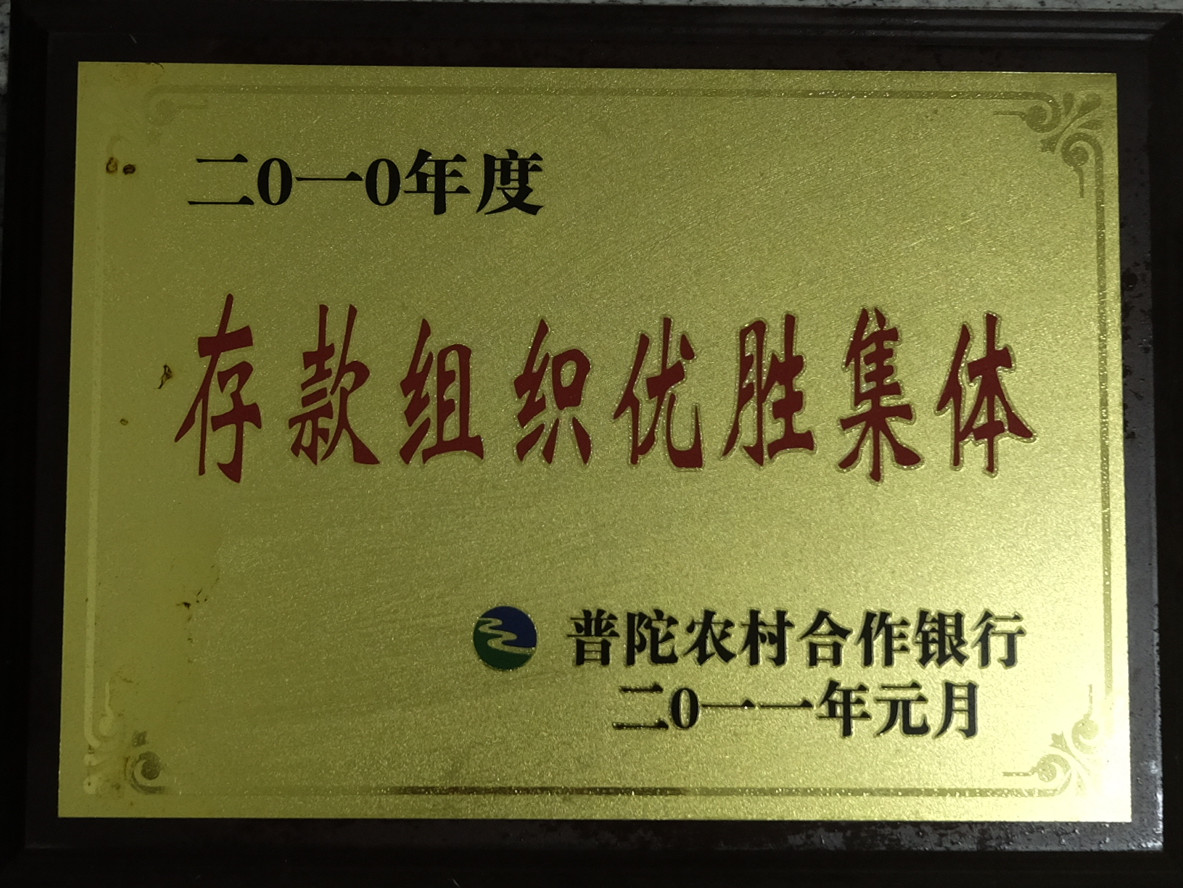 二0一0年度
存款组织优胜集体
普陀农村合作银行
二0一一年元月